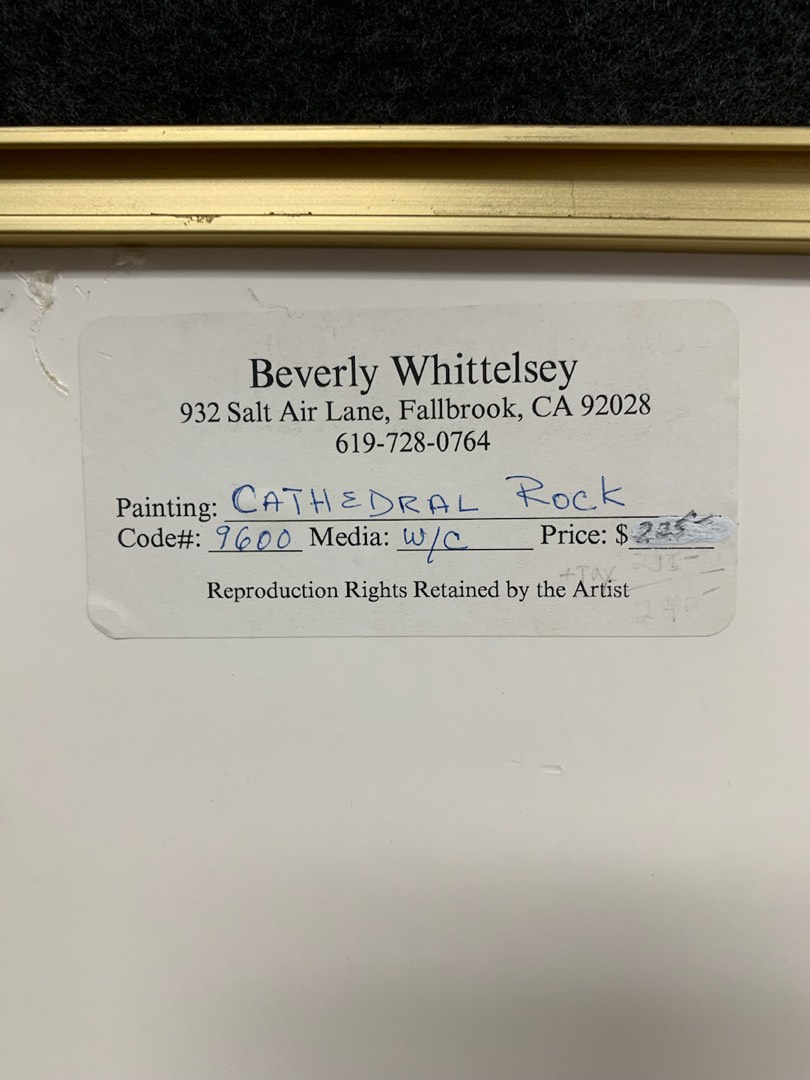 Beverly Whittelsey
932 Salt Air Lane, Fallbrook, CA 92028
619-728-0764
Painting: CATHEDRAL ROCK
Code#: 9600 Media: W/C Price: $225-
Reproduction Rights Retained by the Artist